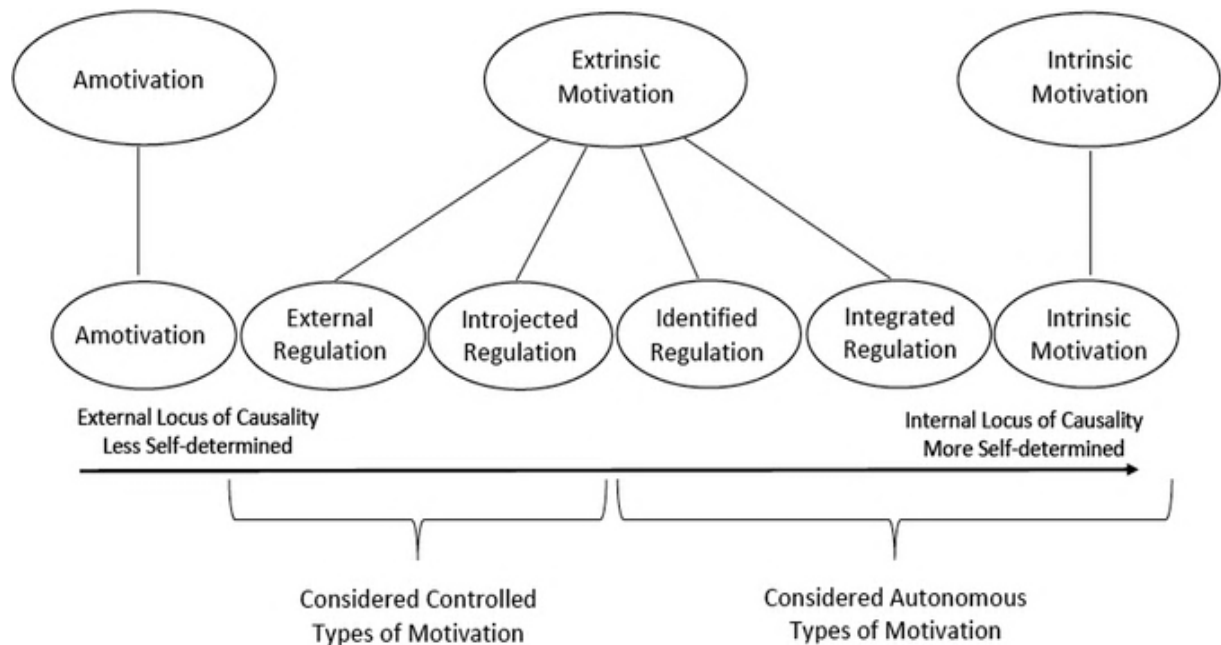 Amotivation
Extrinsic
Motivation
Intrinsic
Motivation
Amotivation
External
Regulation
Introjected
Regulation
Identified
Regulation
Integrated
Regulation
Intrinsic
Motivation
External Locus of Causality
Less Self-determined
Internal Locus of Causality
More Self-determined
Considered Controlled
Types of Motivation
Considered Autonomous
Types of Motivation